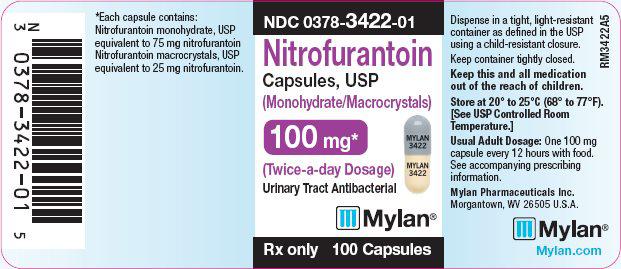 N
3 0378-3422-01 5
*Each capsule contains:
Nitrofurantoin monohydrate, USP
equivalent to 75 mg nitrofurantoin
Nitrofurantoin macrocrystals, USP
equivalent to 25 mg nitrofurantoin.
NDC 0378-3422-01
Nitrofurantoin
Capsules, USP
(Monohydrate/Macrocrystals)
100 mg*
MYLAN
3422
MYLAN
3422
(Twice-a-day Dosage)
Urinary Tract Antibacterial
Mylan®
Rx only 100 Capsules
Dispense in a tight, light-resistant
container as defined in the USP
using a child-resistant closure.
Keep container tightly closed.
Keep this and all medication
out of the reach of children.
Store at 20° to 25°C (68° to 77°F).
[See USP Controlled Room
Temperature.]
Usual Adult Dosage: One 100 mg
capsule every 12 hours with food.
See accompanying prescribing
information.
Mylan Pharmaceuticals Inc.
Morgantown, WV 26505 U.S.A.
Mylan®
Mylan.com
RM3422A5